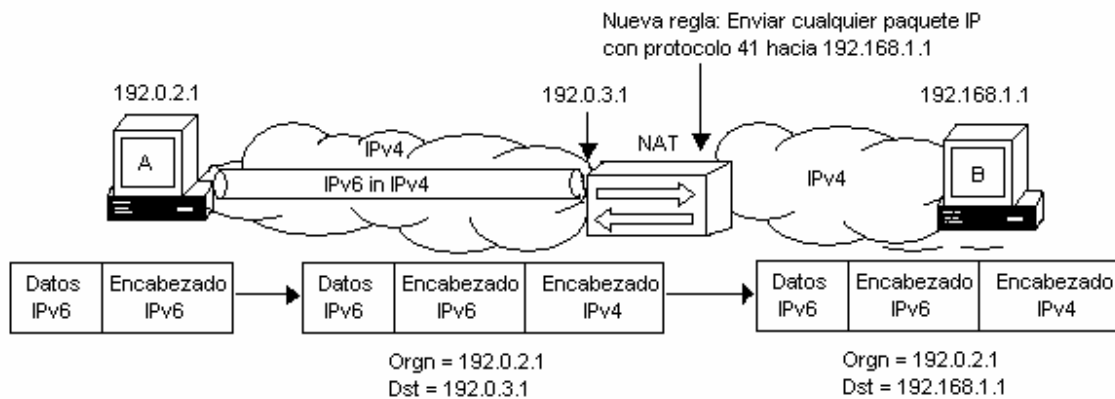 Nueva regla: Enviar cualquier paquete IP
con protocolo 41 hacia 192.168.1.1
192.0.2.1
192.0.3.1
192.168.1.1
A
IPv4
IPv6 in IPv4
NAT
IPv4
B
Datos
IPv6
Encabezado
IPv6
Datos
IPv6
Encabezado
IPv6
Encabezado
IPv4
Datos
IPv6
Encabezado
IPv6
Encabezado
IPv4
Orgn = 192.0.2.1
Dst = 192.0.3.1
Orgn = 192.0.2.1
Dst = 192.168.1.1